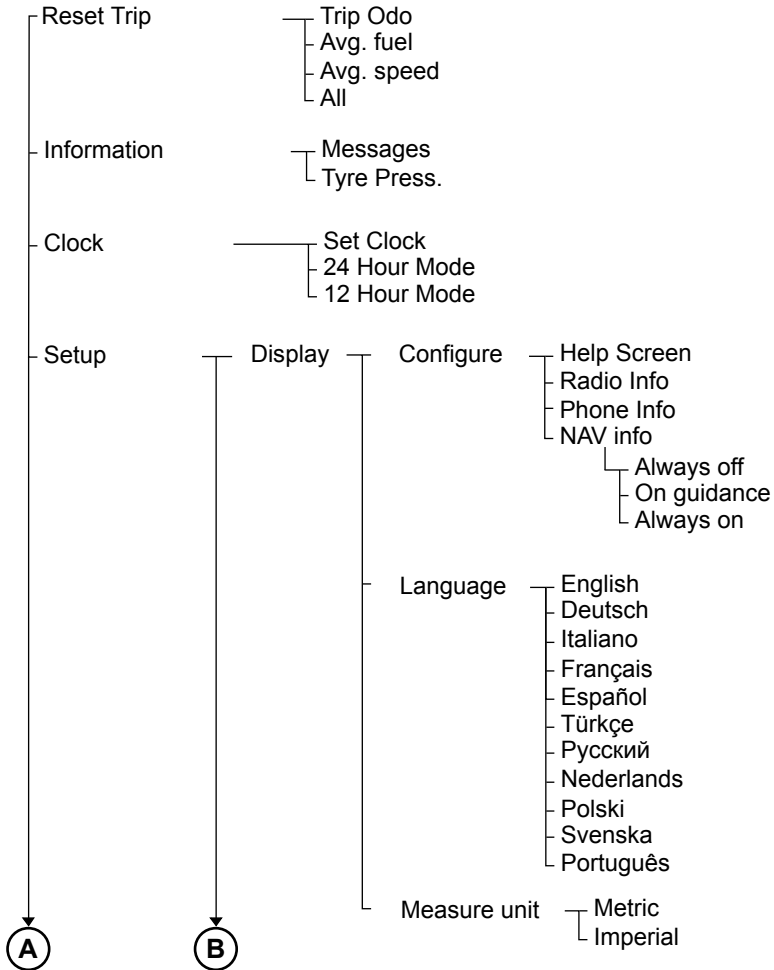 Reset Trip
Trip Odo
Avg. fuel
Avg. speed
All
Information
Messages
Tyre Press.
Clock
Set Clock
24 Hour Mode
12 Hour Mode
Setup
Display
Configure
Help Screen
Radio Info
Phone Info
NAV info
Always off
On guidance
Always on
Language
English
Deutsch
Italiano
Français
Español
Türkçe
Русский
Nederlands
Polski
Svenska
Português
Measure unit
Metric
Imperial
A
B